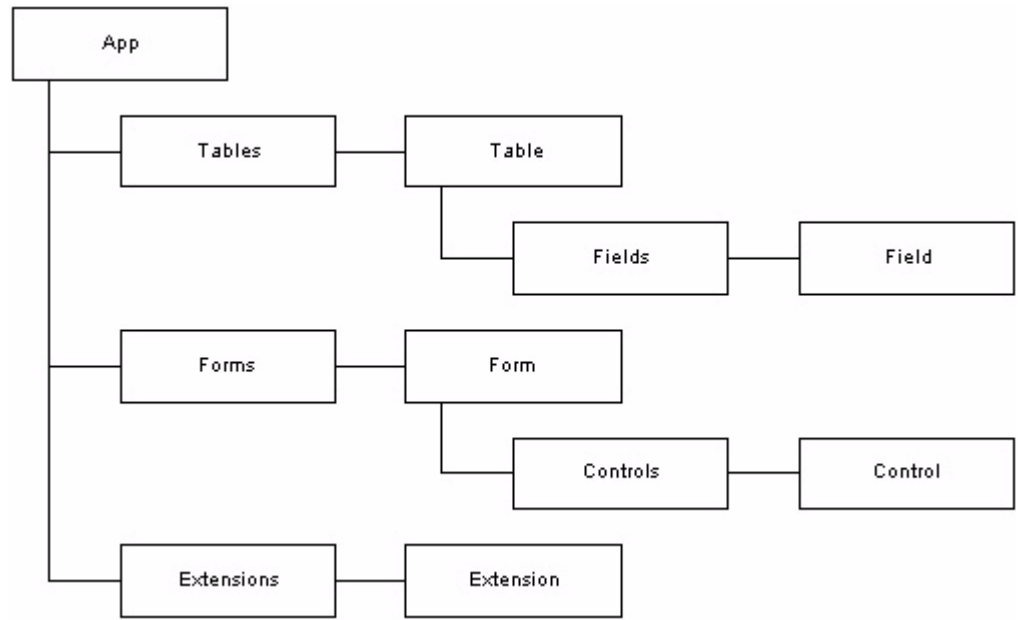 App
Tables
Table
Fields
Field
Forms
Form
Controls
Control
Extensions
Extension